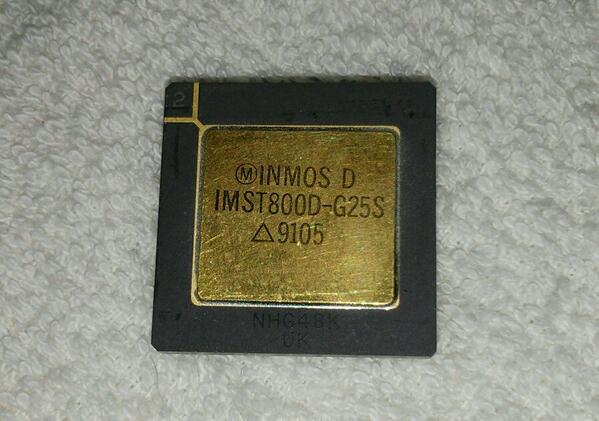 2
Ⓜ INMOS D
IMST800D-G25S
△9105
NHG48K
UK